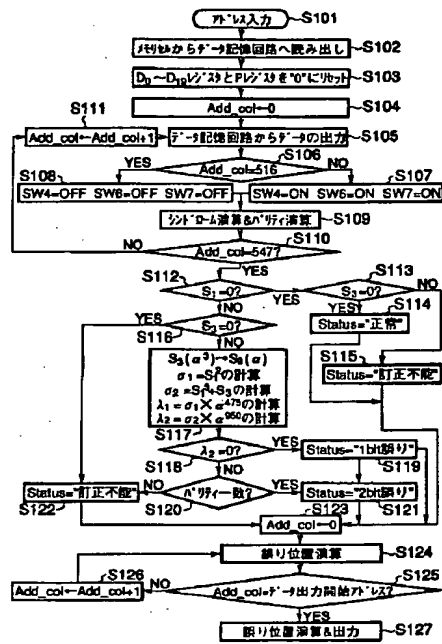 アドレス入力
S101
メモリセルからデータ記憶回路へ読み出し
S102
D₀～D₁₉レジスタとPレジスタを"0"にリセット
S103
Add_col←0
S104
S111
Add_col←Add_col+1
データ記憶回路からデータの出力
S105
S106
Add_col=516
YES
NO
S108
SW4=OFF SW6=OFF SW7=OFF
S107
SW4=ON SW6=ON SW7=ON
シンドローム演算&パリティ演算
S109
NO
Add_col=547?
S110
YES
S112
S₁=0?
YES
S113
S₃=0?
NO
NO
YES
S114
Status="正常"
YES
S116
S₃=0?
NO
S115
Status="訂正不能"
S₃(α³)→S₃(α)
σ₁=S₁²の計算
σ₂=S₁³+S₃の計算
λ₁=σ₁×α⁴⁷⁵の計算
λ₂=σ₂×α⁹⁵⁰の計算
S117
λ₂=0?
S118
YES
Status="1bit誤り"
S119
NO
Status="訂正不能"
S122
NO
パリティ一致?
S120
YES
Status="2bit誤り"
S121
S123
Add_col←0
誤り位置演算
S124
S126
Add_col←Add_col+1
NO
Add_col=データ出力開始アドレス?
S125
YES
誤り位置演算&出力
S127